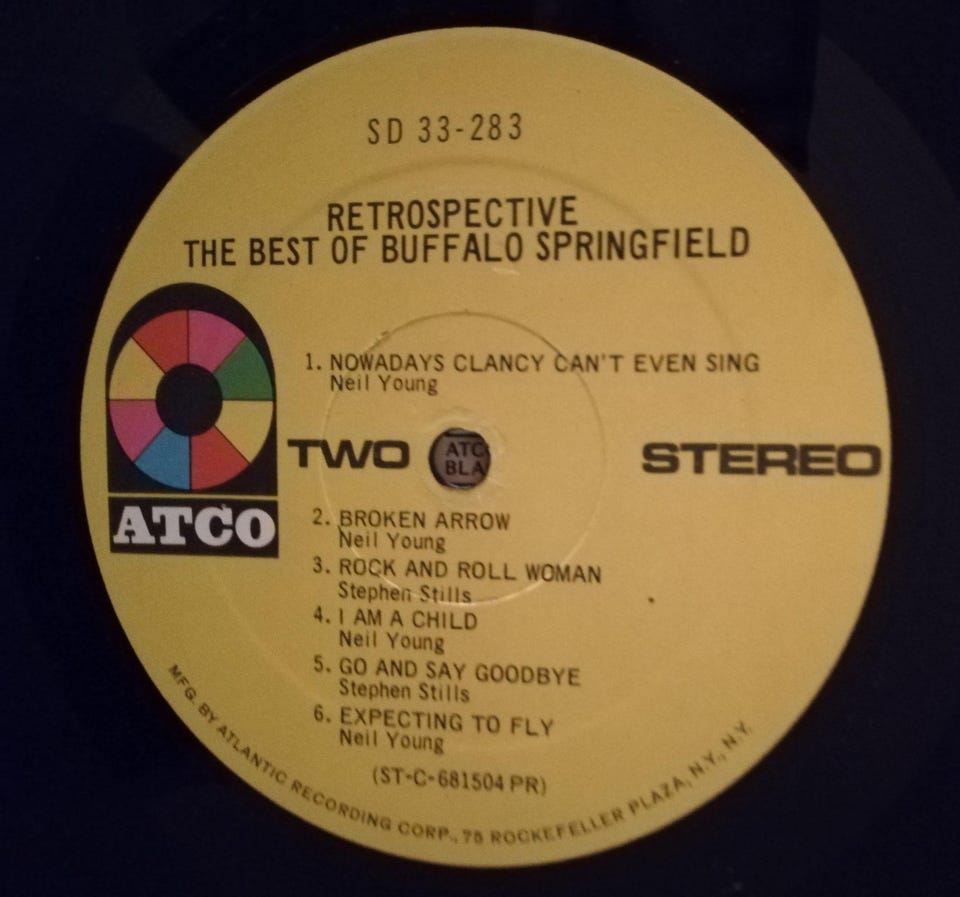 SD 33-283
RETROSPECTIVE
THE BEST OF BUFFALO SPRINGFIELD
1. NOWADAYS CLANCY CAN'T EVEN SING
Neil Young
TWO
ATC
BLA
STEREO
ATCO
2. BROKEN ARROW
Neil Young
3. ROCK AND ROLL WOMAN
Stephen Stills
4. I AM A CHILD
Neil Young
5. GO AND SAY GOODBYE
Stephen Stills
6. EXPECTING TO FLY
Neil Young
(ST-C-681504 PR)
MFG. BY ATLANTIC RECORDING CORP., 75 ROCKEFELLER PLAZA, N.Y., N.Y.